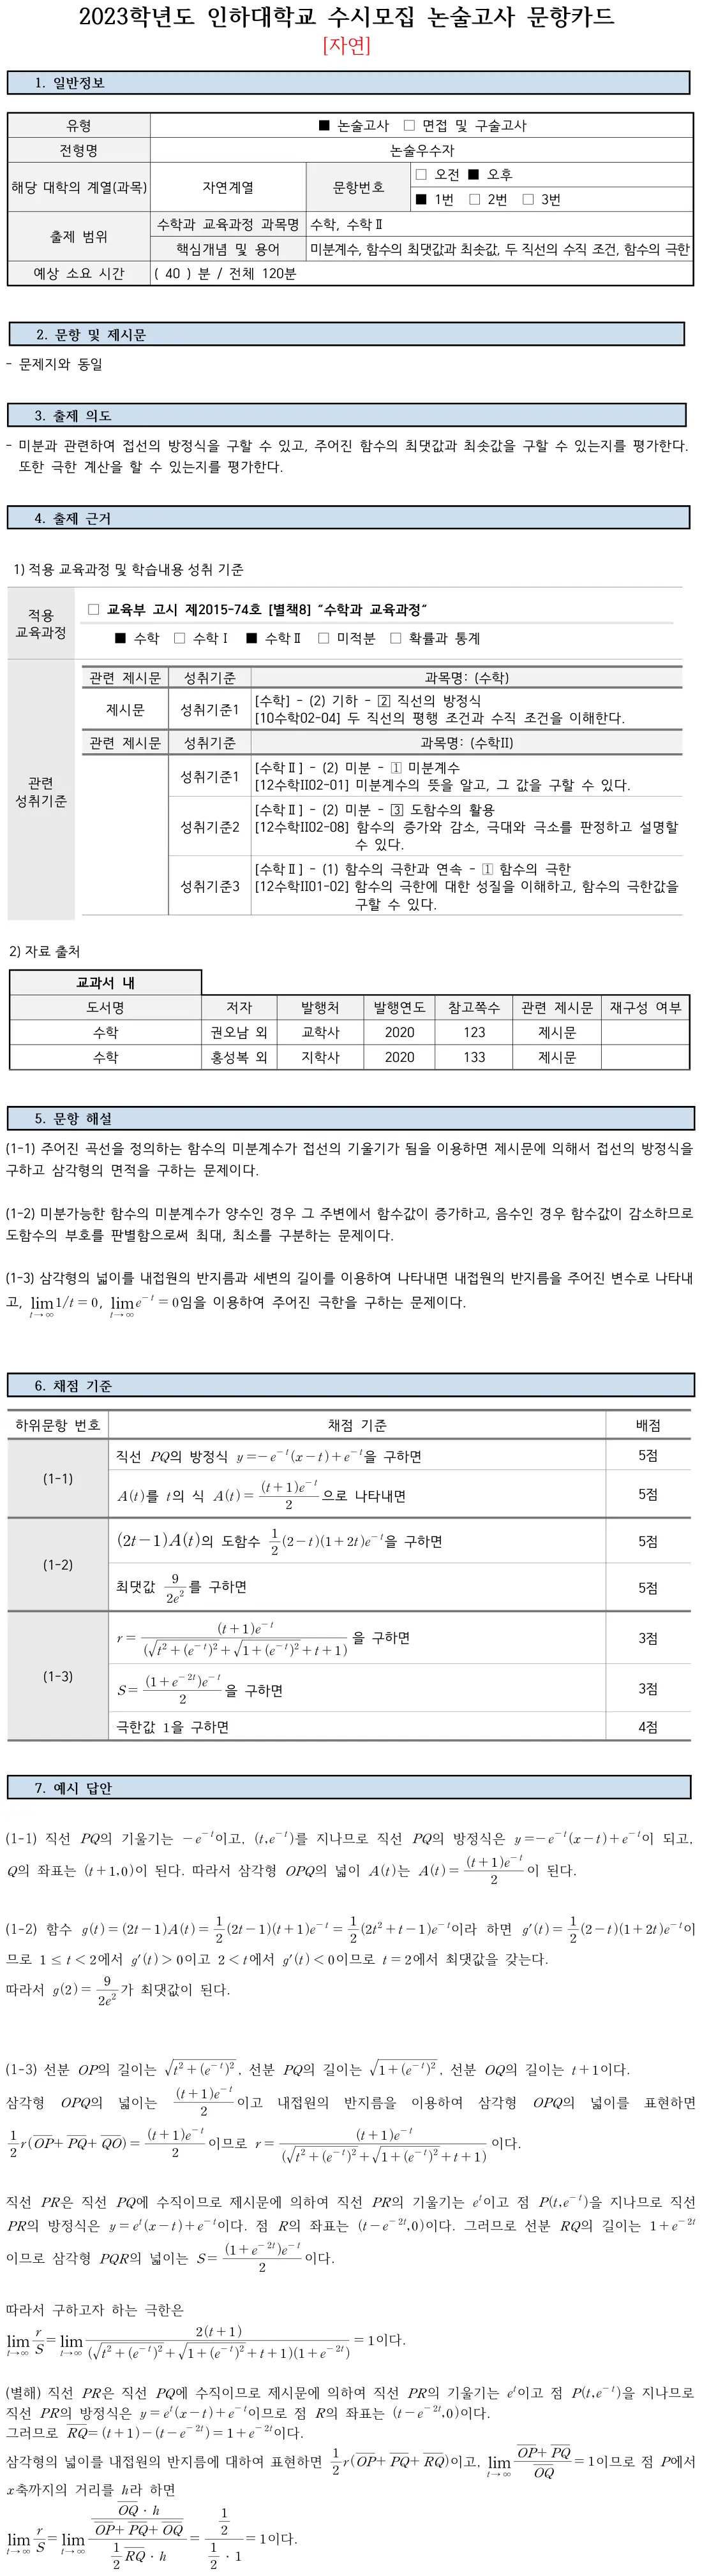 2023학년도 인하대학교 수시모집 논술고사 문항카드
[자연]
1. 일반정보
유형 ■ 논술고사 □ 면접 및 구술고사
전형명 논술우수자
해당 대학의 계열(과목) 자연계열 문항번호 □ 오전 ■ 오후
■ 1번 □ 2번 □ 3번
출제 범위 수학과 교육과정 과목명 수학, 수학Ⅱ
핵심개념 및 용어 미분계수, 함수의 최댓값과 최솟값, 두 직선의 수직 조건, 함수의 극한
예상 소요 시간 ( 40 ) 분 / 전체 120분
2. 문항 및 제시문
- 문제지와 동일
3. 출제 의도
- 미분과 관련하여 접선의 방정식을 구할 수 있고, 주어진 함수의 최댓값과 최솟값을 구할 수 있는지를 평가한다.
또한 극한 계산을 할 수 있는지를 평가한다.
4. 출제 근거
1) 적용 교육과정 및 학습내용 성취 기준
적용
교육과정
□ 교육부 고시 제2015-74호 [별책8] "수학과 교육과정"
■ 수학 □ 수학Ⅰ ■ 수학Ⅱ □ 미적분 □ 확률과 통계
관련
성취기준
관련 제시문 성취기준 과목명: (수학)
제시문 성취기준1 [수학] - (2) 기하 - ② 직선의 방정식
[10수학02-04] 두 직선의 평행 조건과 수직 조건을 이해한다.
관련 제시문 성취기준 과목명: (수학II)
성취기준1 [수학Ⅱ] - (2) 미분 - ① 미분계수
[12수학II02-01] 미분계수의 뜻을 알고, 그 값을 구할 수 있다.
성취기준2 [수학Ⅱ] - (2) 미분 - ③ 도함수의 활용
[12수학II02-08] 함수의 증가와 감소, 극대와 극소를 판정하고 설명할
수 있다.
성취기준3 [수학Ⅱ] - (1) 함수의 극한과 연속 - ① 함수의 극한
[12수학II01-02] 함수의 극한에 대한 성질을 이해하고, 함수의 극한값을
구할 수 있다.
2) 자료 출처
교과서 내
도서명 저자 발행처 발행연도 참고쪽수 관련 제시문 재구성 여부
수학 권오남 외 교학사 2020 123 제시문
수학 홍성복 외 지학사 2020 133 제시문
5. 문항 해설
(1-1) 주어진 곡선을 정의하는 함수의 미분계수가 접선의 기울기가 됨을 이용하면 제시문에 의해서 접선의 방정식을
구하고 삼각형의 면적을 구하는 문제이다.
(1-2) 미분가능한 함수의 미분계수가 양수인 경우 그 주변에서 함수값이 증가하고, 음수인 경우 함수값이 감소하므로
도함수의 부호를 판별함으로써 최대, 최소를 구분하는 문제이다.
(1-3) 삼각형의 넓이를 내접원의 반지름과 세변의 길이를 이용하여 나타내면 내접원의 반지름을 주어진 변수로 나타내
고, lim_{t→∞} 1/t = 0, lim_{t→∞} e^{-t} = 0임을 이용하여 주어진 극한을 구하는 문제이다.
6. 채점 기준
하위문항 번호 채점 기준 배점
(1-1) 직선 PQ의 방정식 y = -e^{-t}(x-t)+e^{-t}을 구하면 5점
A(t)를 t의 식 A(t) = (t+1)e^{-t}/2 으로 나타내면 5점
(1-2) (2t-1)A(t)의 도함수 1/2(2-t)(1+2t)e^{-t}을 구하면 5점
최댓값 9/2e^2 를 구하면 5점
(1-3) r = (t+1)e^{-t}/(√(t^2+(e^{-t})^2)+√(1+(e^{-t})^2)+t+1) 을 구하면 3점
S = (1+e^{-2t})e^{-t}/2 을 구하면 3점
극한값 1을 구하면 4점
7. 예시 답안
(1-1) 직선 PQ의 기울기는 -e^{-t}이고, (t,e^{-t})를 지나므로 직선 PQ의 방정식은 y = -e^{-t}(x-t)+e^{-t}이 되고,
Q의 좌표는 (t+1,0)이 된다. 따라서 삼각형 OPQ의 넓이 A(t)는 A(t) = (t+1)e^{-t}/2 이 된다.
(1-2) 함수 g(t) = (2t-1)A(t) = 1/2(2t-1)(t+1)e^{-t} = 1/2(2t^2+t-1)e^{-t}이라 하면 g'(t) = 1/2(2-t)(1+2t)e^{-t}이
므로 1 ≤ t < 2에서 g'(t) > 0이고 2 < t에서 g'(t) < 0이므로 t = 2에서 최댓값을 갖는다.
따라서 g(2) = 9/2e^2 가 최댓값이 된다.
(1-3) 선분 OP의 길이는 √(t^2+(e^{-t})^2), 선분 PQ의 길이는 √(1+(e^{-t})^2), 선분 OQ의 길이는 t+1이다.
삼각형 OPQ의 넓이는 (t+1)e^{-t}/2 이고 내접원의 반지름을 이용하여 삼각형 OPQ의 넓이를 표현하면
1/2 r(OP+PQ+QO) = (t+1)e^{-t}/2 이므로 r = (t+1)e^{-t}/(√(t^2+(e^{-t})^2)+√(1+(e^{-t})^2)+t+1) 이다.
직선 PR은 직선 PQ에 수직이므로 제시문에 의하여 직선 PR의 기울기는 e^t이고 점 P(t,e^{-t})을 지나므로 직선
PR의 방정식은 y = e^t(x-t)+e^{-t}이다. 점 R의 좌표는 (t-e^{-2t},0)이다. 그러므로 선분 RQ의 길이는 1+e^{-2t}
이므로 삼각형 PQR의 넓이는 S = (1+e^{-2t})e^{-t}/2 이다.
따라서 구하고자 하는 극한은
lim_{t→∞} r/S = lim_{t→∞} 2(t+1)/((√(t^2+(e^{-t})^2)+√(1+(e^{-t})^2)+t+1)(1+e^{-2t})) = 1이다.
(별해) 직선 PR은 직선 PQ에 수직이므로 제시문에 의하여 직선 PR의 기울기는 e^t이고 점 P(t,e^{-t})을 지나므로
직선 PR의 방정식은 y = e^t(x-t)+e^{-t}이므로 점 R의 좌표는 (t-e^{-2t},0)이다.
그러므로 RQ = (t+1)-(t-e^{-2t}) = 1+e^{-2t}이다.
삼각형의 넓이를 내접원의 반지름에 대하여 표현하면 1/2 r(OP+PQ+RQ)이고, lim_{t→∞} (OP+PQ)/OQ = 1이므로 점 P에서
x축까지의 거리를 h라 하면
lim_{t→∞} r/S = lim_{t→∞} (OQ·h/(OP+PQ+OQ))/(1/2 RQ·h) = (1/2)/(1/2·1) = 1이다.